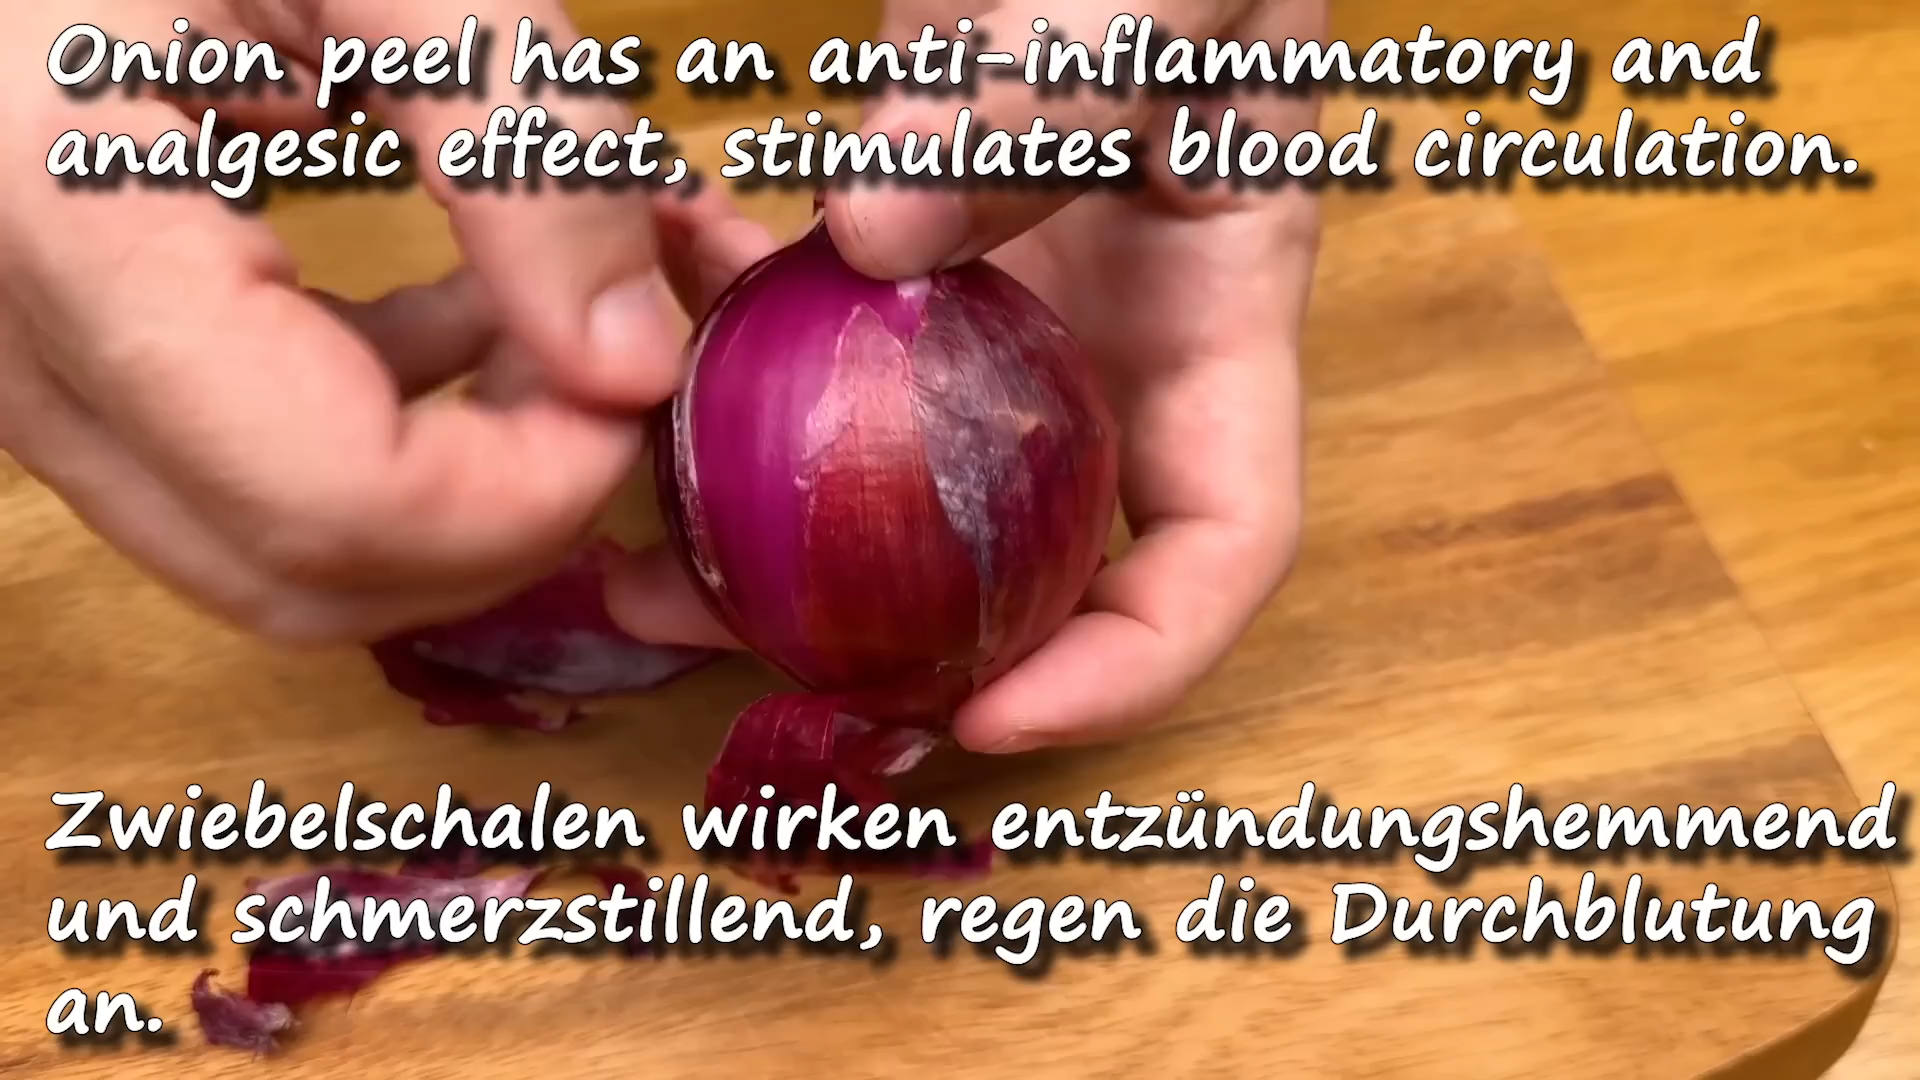 Onion peel has an anti-inflammatory and
analgesic effect, stimulates blood circulation.
Zwiebelschalen wirken entzündungshemmend
und schmerzstillend, regen die Durchblutung
an.